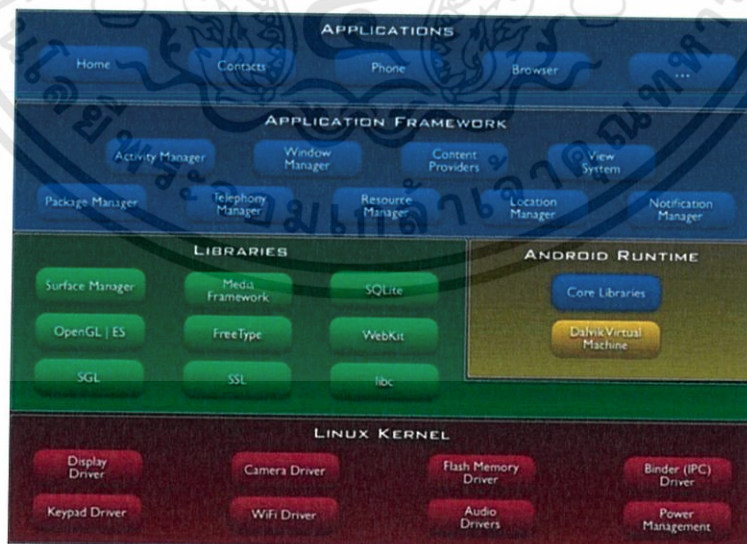 APPLICATIONS
Home
Contacts
Phone
Browser
...
APPLICATION FRAMEWORK
Activity Manager
Window
Manager
Content
Providers
View
System
Package Manager
Telephony
Manager
Resource
Manager
Location
Manager
Notification
Manager
LIBRARIES
Surface Manager
Media
Framework
SQLite
OpenGL | ES
FreeType
WebKit
SGL
SSL
libc
ANDROID RUNTIME
Core Libraries
Dalvik Virtual
Machine
LINUX KERNEL
Display
Driver
Camera Driver
Flash Memory
Driver
Binder (IPC)
Driver
Keypad Driver
WiFi Driver
Audio
Drivers
Power
Management